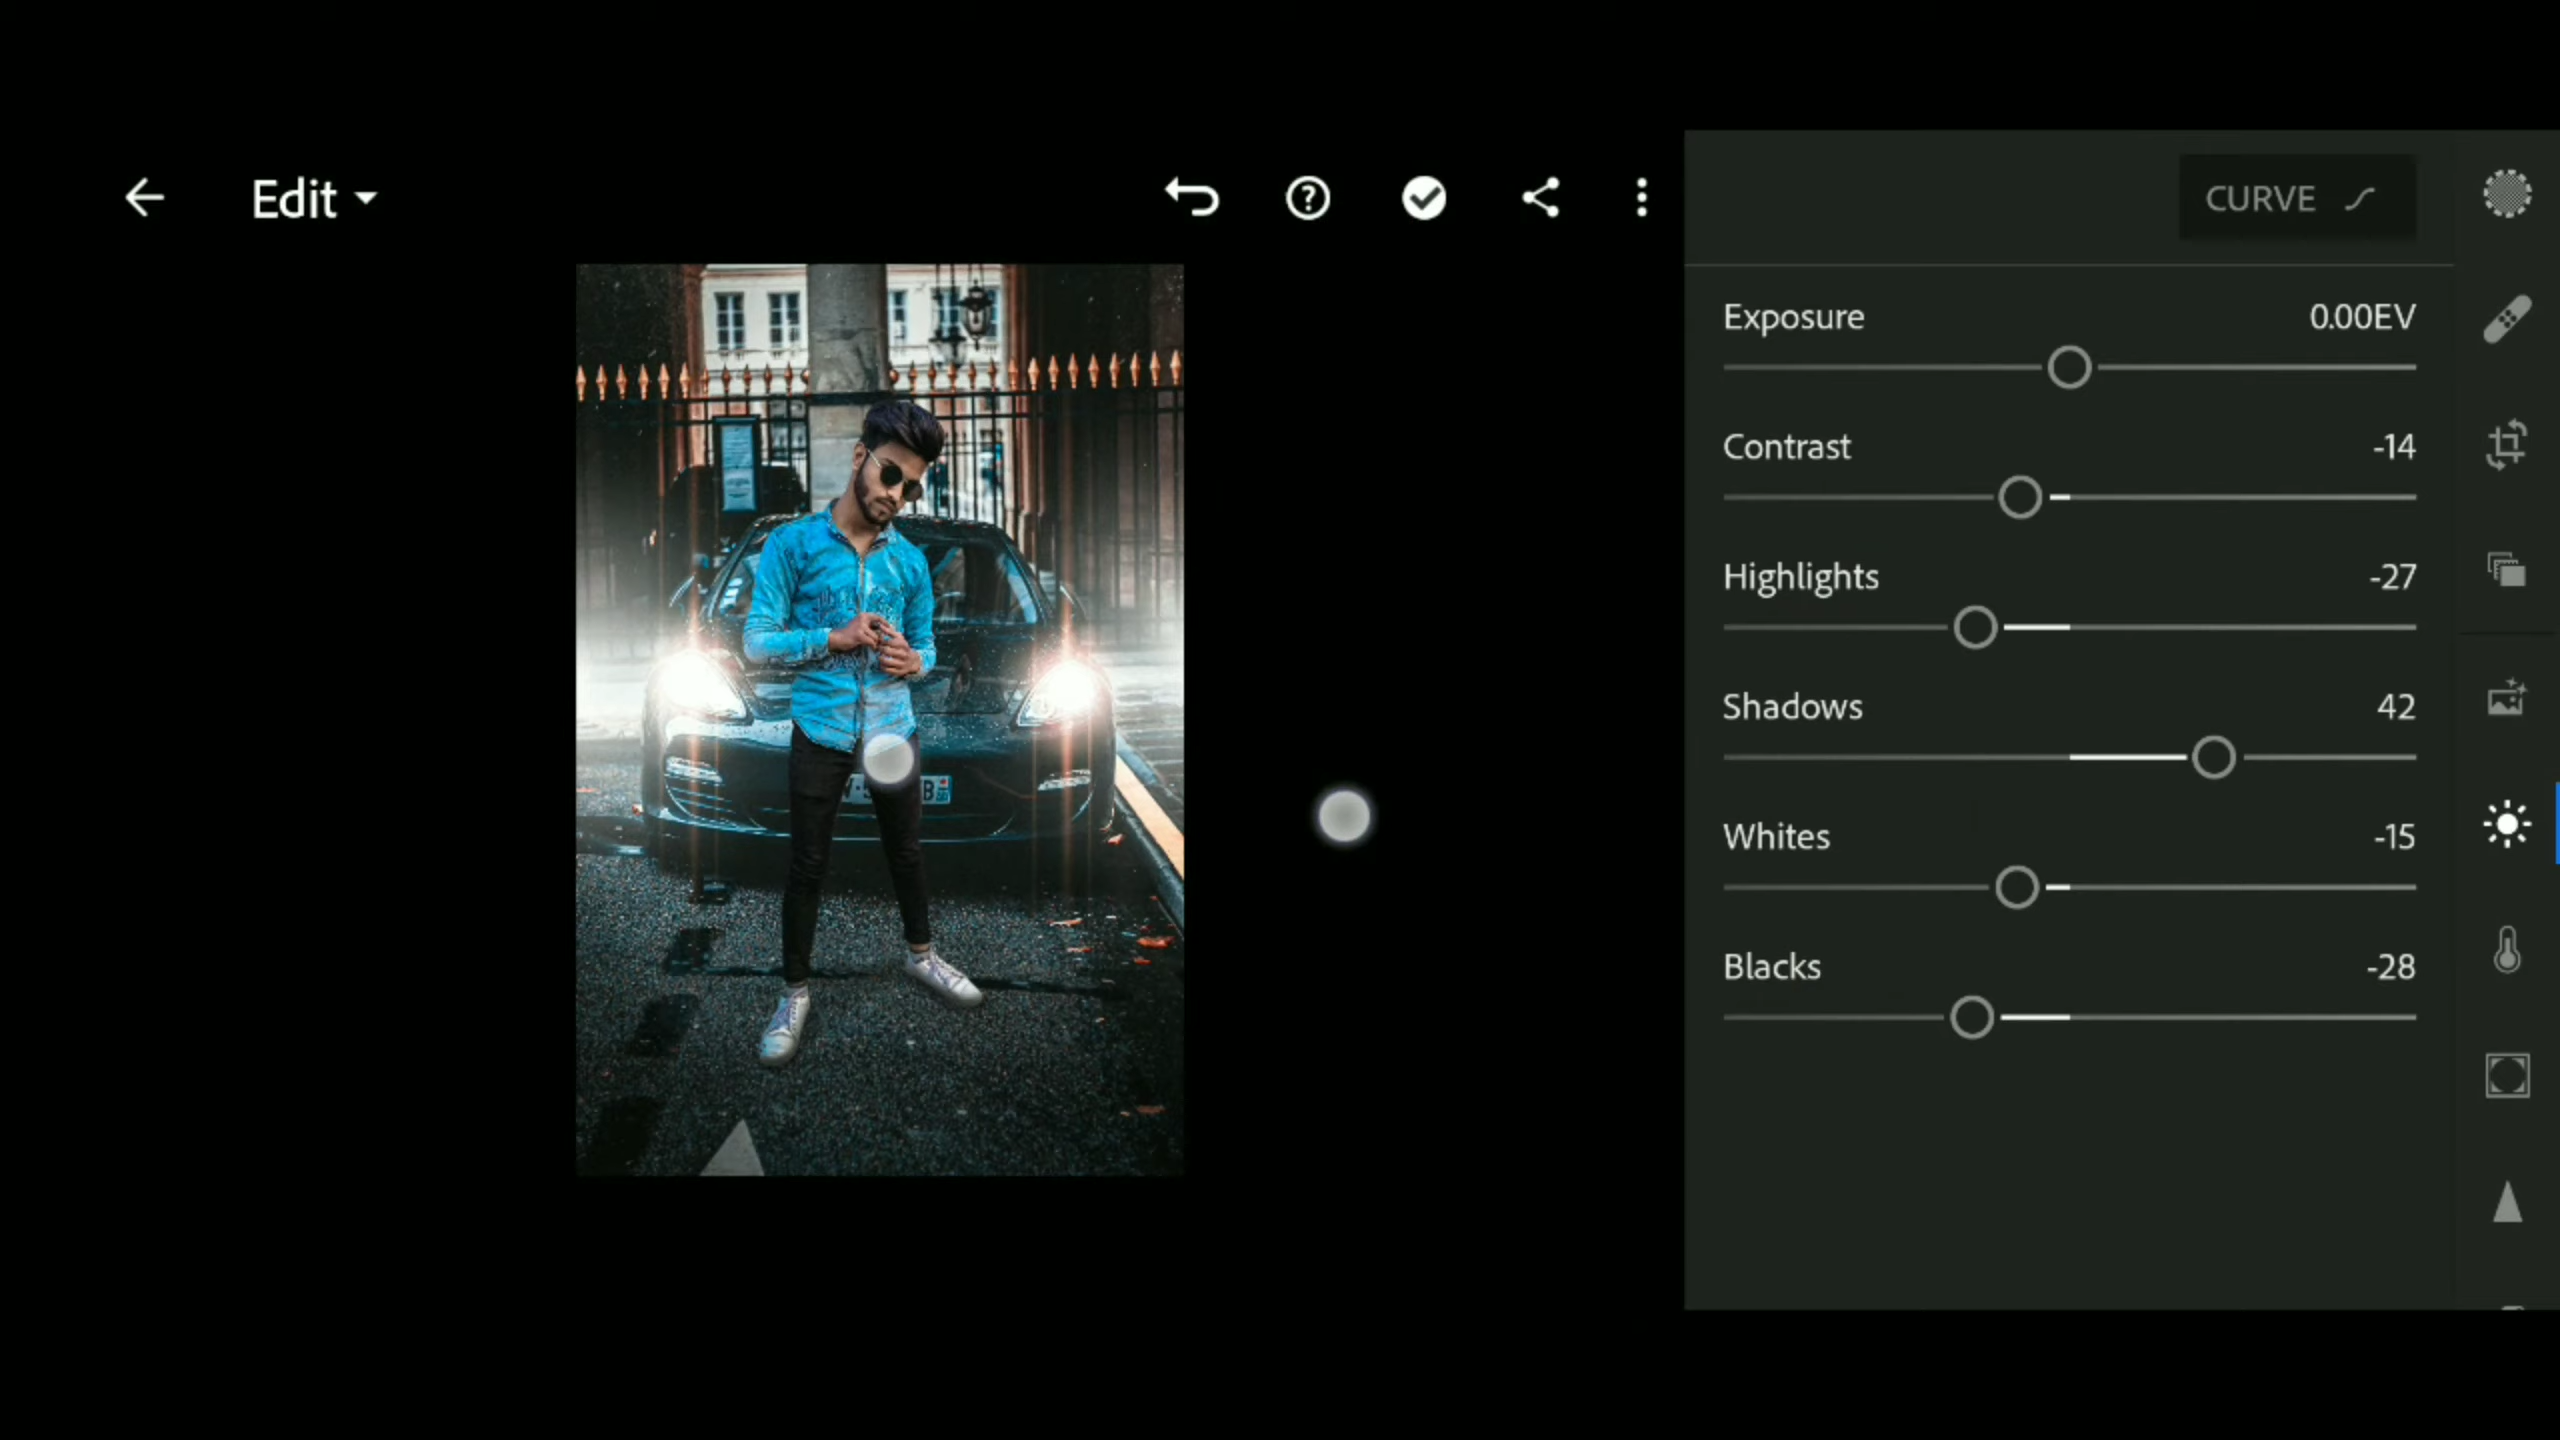 Edit
CURVE
Exposure 0.00EV
Contrast -14
Highlights -27
Shadows 42
Whites -15
Blacks -28